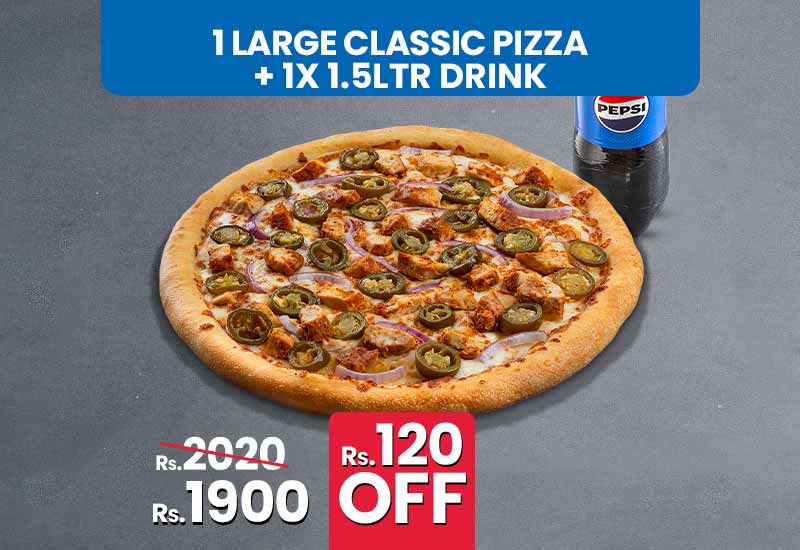 1 LARGE CLASSIC PIZZA
+ 1X 1.5LTR DRINK
PEPSI
Rs.2020
Rs.1900
Rs.120
OFF